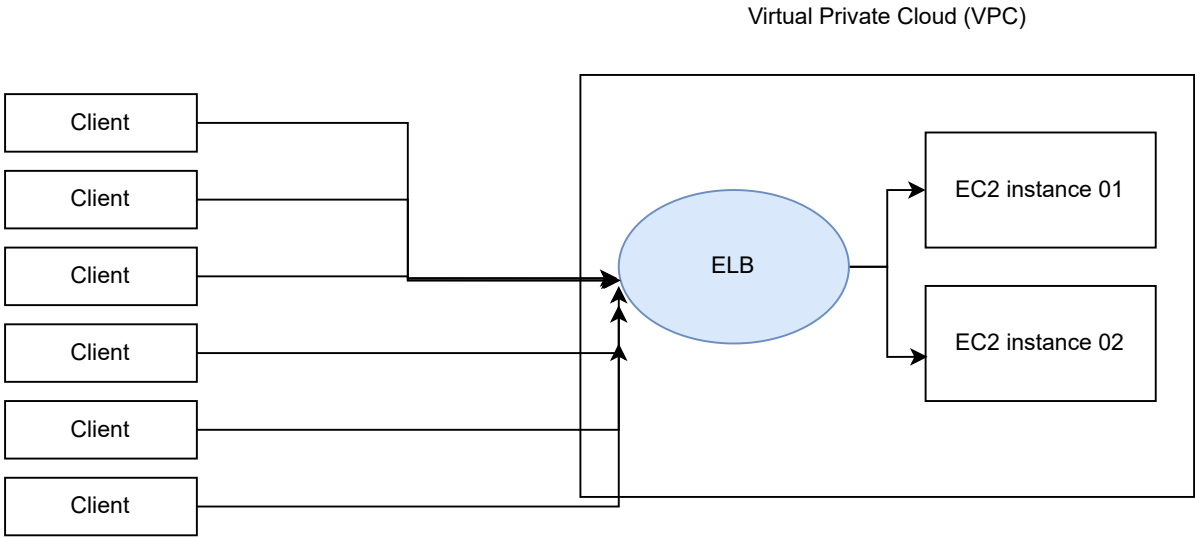 Virtual Private Cloud (VPC)
Client
Client
Client
Client
Client
Client
ELB
EC2 instance 01
EC2 instance 02